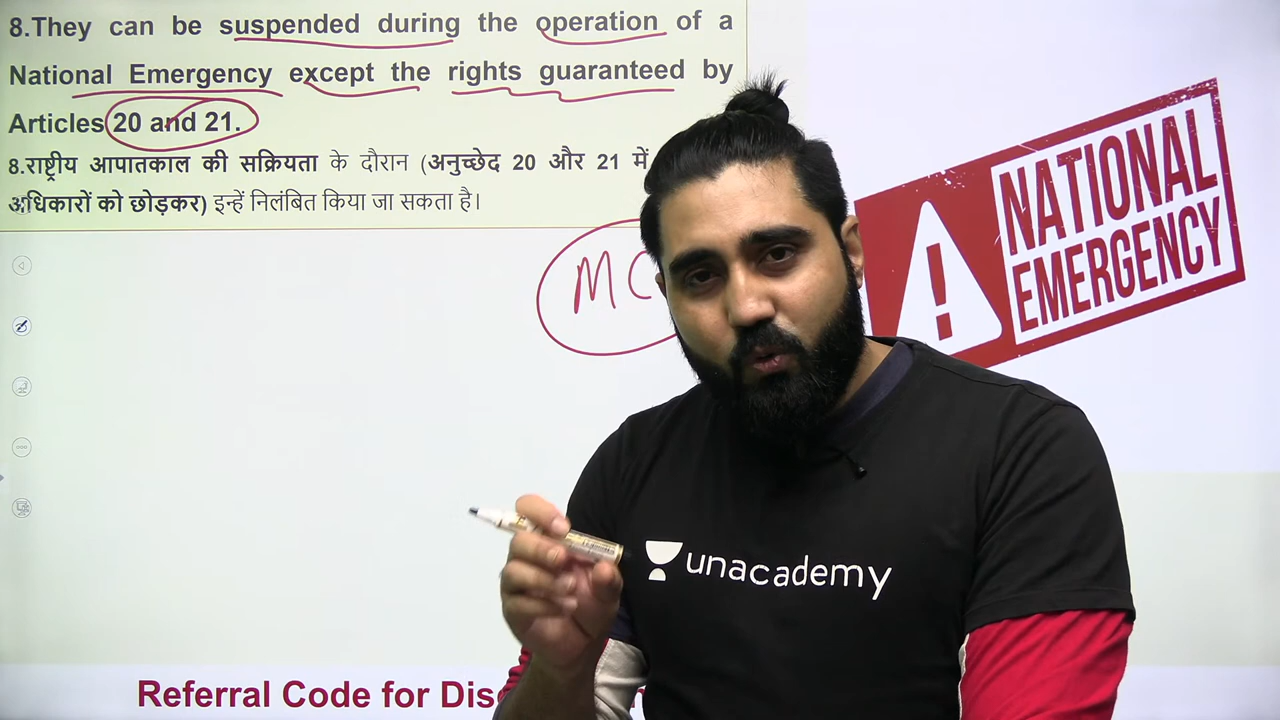 8.They can be suspended during the operation of a
National Emergency except the rights guaranteed by
Articles 20 and 21.
8.राष्ट्रीय आपातकाल की सक्रियता के दौरान (अनुच्छेद 20 और 21 में
अधिकारों को छोड़कर) इन्हें निलंबित किया जा सकता है।
MC
NATIONAL
EMERGENCY
unacademy
Referral Code for